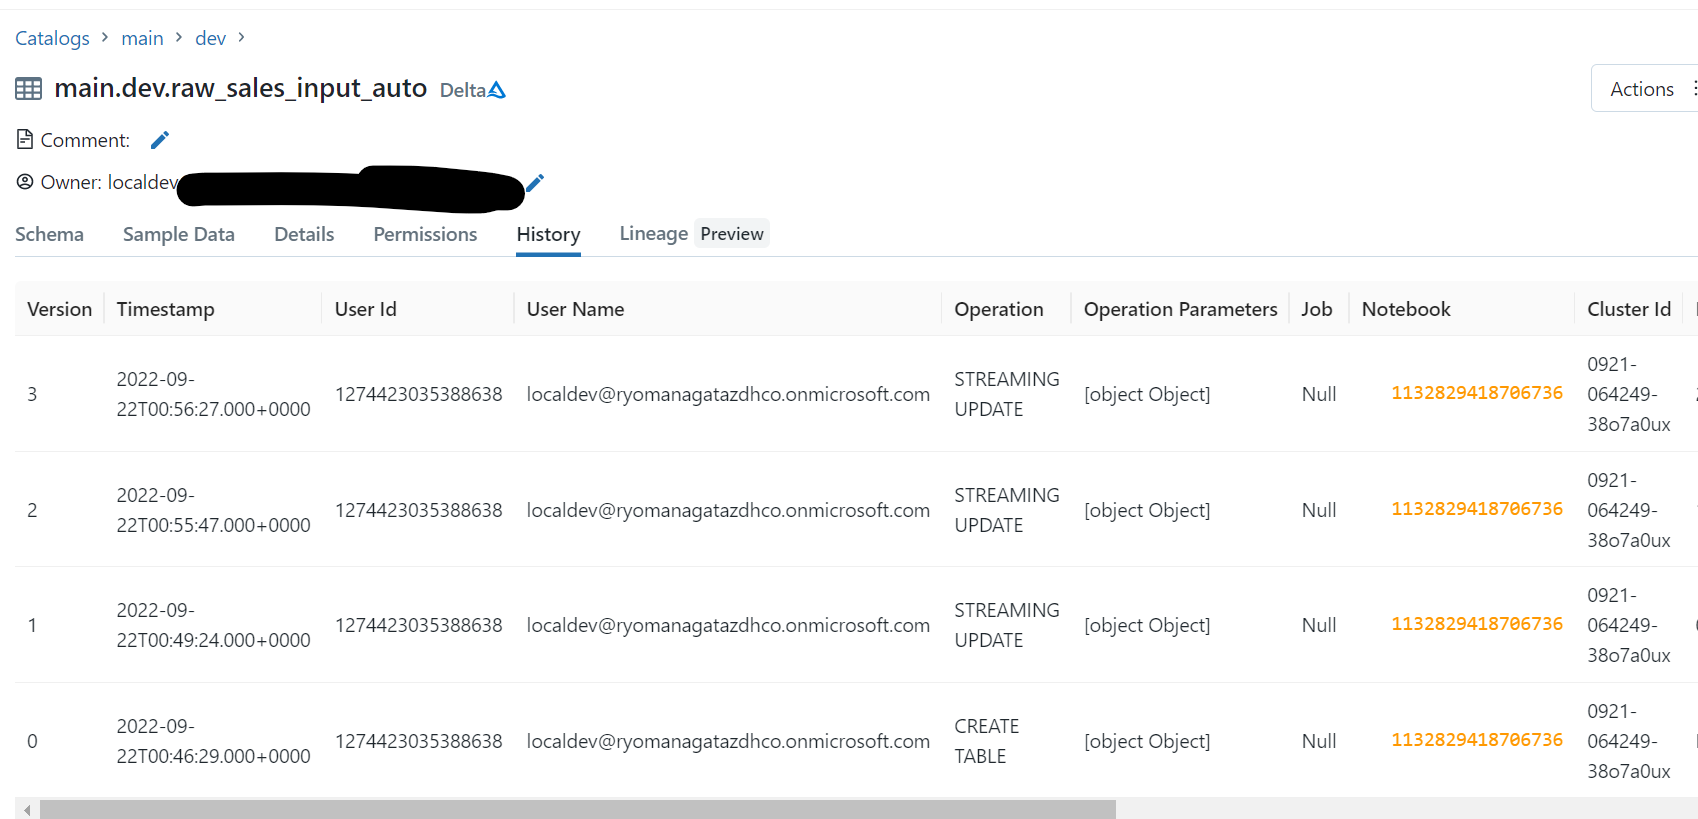 Catalogs > main > dev >
main.dev.raw_sales_input_auto Delta
Actions
Comment:
Owner: localdev
Schema Sample Data Details Permissions History Lineage Preview
Version Timestamp User Id User Name Operation Operation Parameters Job Notebook Cluster Id
3 2022-09-22T00:56:27.000+0000 1274423035388638 localdev@ryomanagatazdhco.onmicrosoft.com STREAMING UPDATE [object Object] Null 1132829418706736 0921-064249-38o7a0ux
2 2022-09-22T00:55:47.000+0000 1274423035388638 localdev@ryomanagatazdhco.onmicrosoft.com STREAMING UPDATE [object Object] Null 1132829418706736 0921-064249-38o7a0ux
1 2022-09-22T00:49:24.000+0000 1274423035388638 localdev@ryomanagatazdhco.onmicrosoft.com STREAMING UPDATE [object Object] Null 1132829418706736 0921-064249-38o7a0ux
0 2022-09-22T00:46:29.000+0000 1274423035388638 localdev@ryomanagatazdhco.onmicrosoft.com CREATE TABLE [object Object] Null 1132829418706736 0921-064249-38o7a0ux